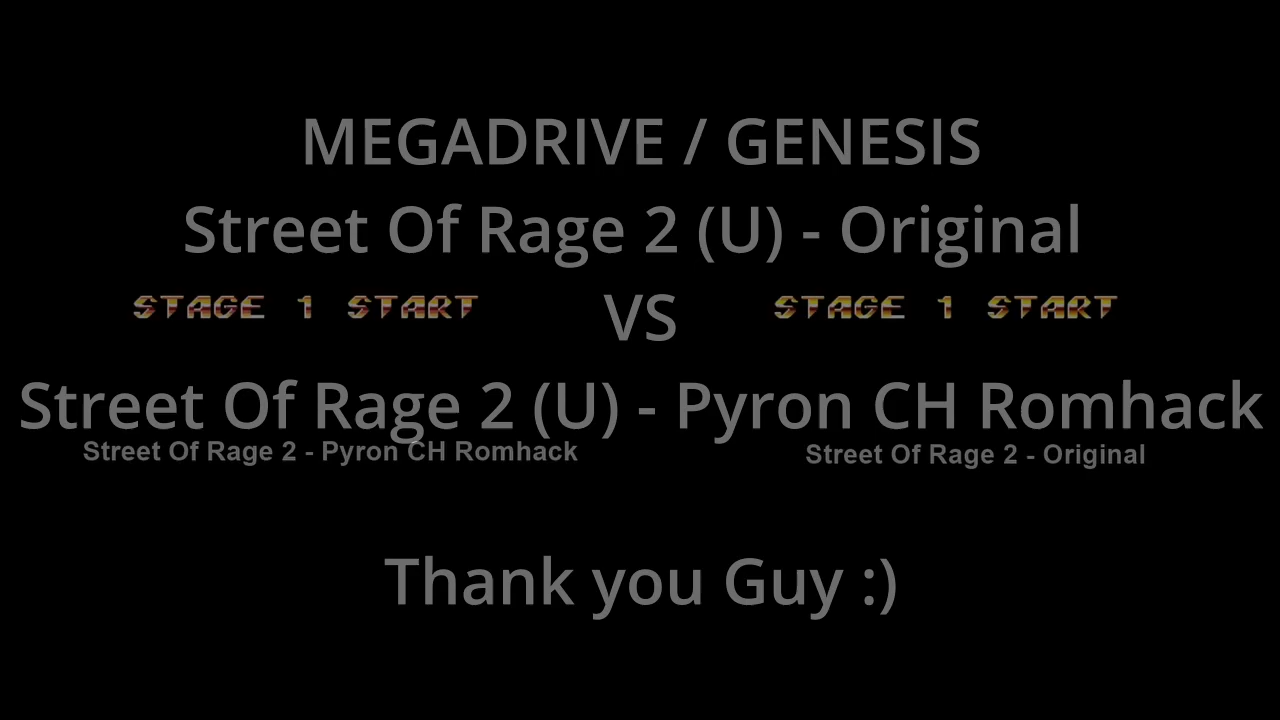 MEGADRIVE / GENESIS
Street Of Rage 2 (U) - Original
STAGE 1 START
VS
STAGE 1 START
Street Of Rage 2 (U) - Pyron CH Romhack
Street Of Rage 2 - Pyron CH Romhack
Street Of Rage 2 - Original
Thank you Guy :)